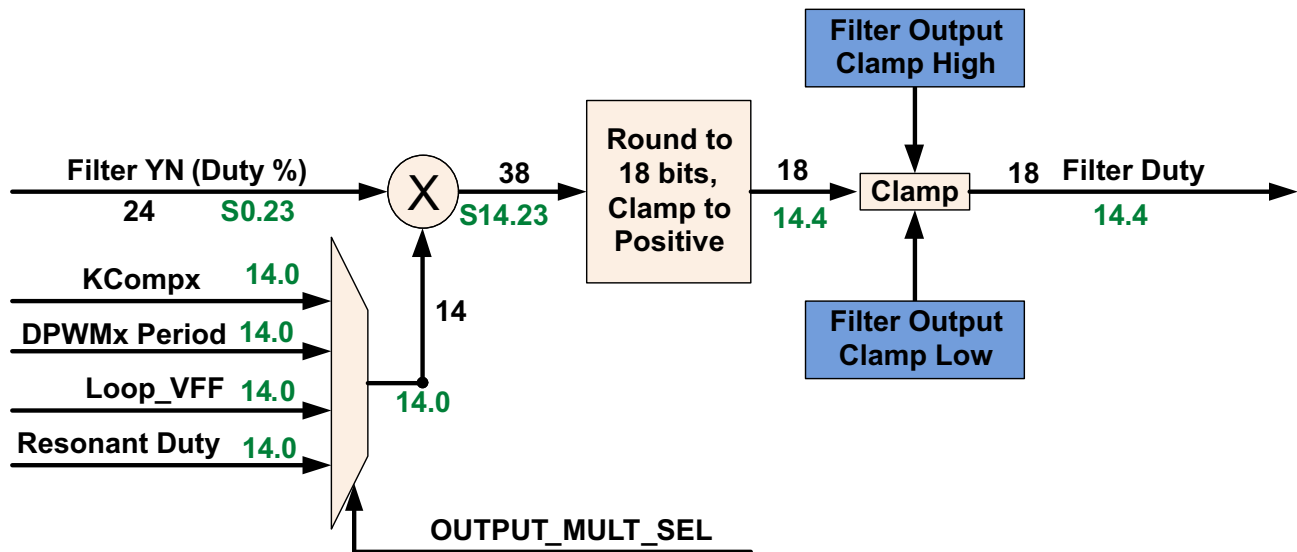 Filter Output
Clamp High
Filter YN (Duty %)
24
S0.23
X
38
S14.23
Round to
18 bits,
Clamp to
Positive
18
14.4
Clamp
18
Filter Duty
14.4
KCompx
14.0
DPWMx Period
14.0
Loop_VFF
14.0
Resonant Duty
14.0
14
14.0
Filter Output
Clamp Low
OUTPUT_MULT_SEL